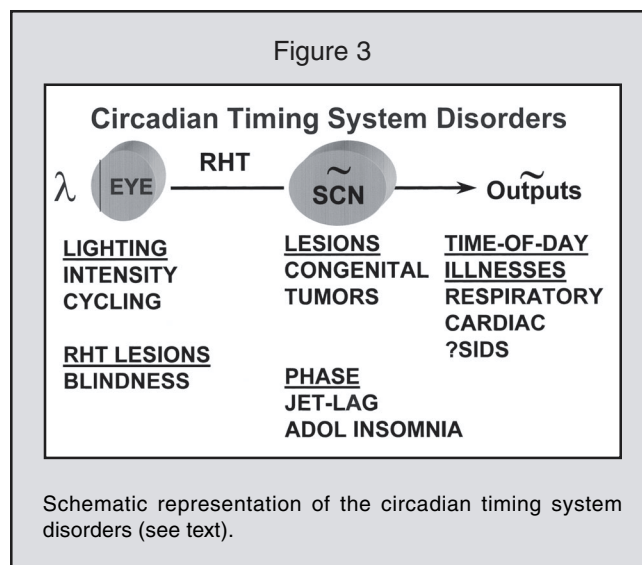 Figure 3
Circadian Timing System Disorders
λ EYE RHT ~ SCN Out~puts
LIGHTING
INTENSITY
CYCLING
RHT LESIONS
BLINDNESS
LESIONS
CONGENITAL
TUMORS
PHASE
JET-LAG
ADOL INSOMNIA
TIME-OF-DAY
ILLNESSES
RESPIRATORY
CARDIAC
?SIDS
Schematic representation of the circadian timing system
disorders (see text).